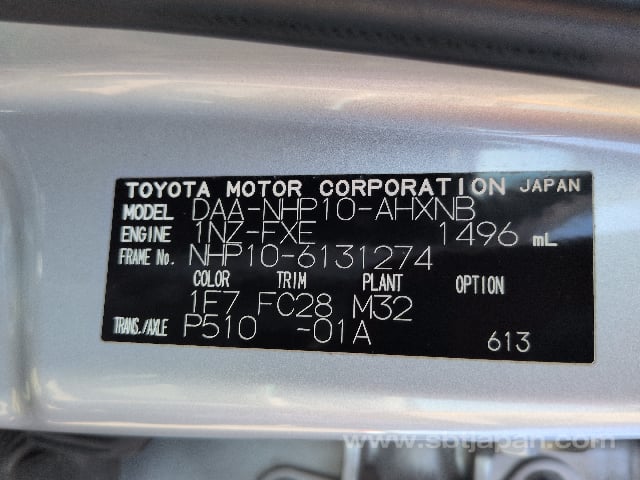 TOYOTA MOTOR CORPORATION JAPAN
MODEL DAA-NHP10-AHXNB
ENGINE 1NZ-FXE 1496 mL
FRAME No. NHP10-6131274
COLOR TRIM PLANT OPTION
1F7 FC28 M32
TRANS./AXLE P510 -01A
613
www.sbtjapan.com